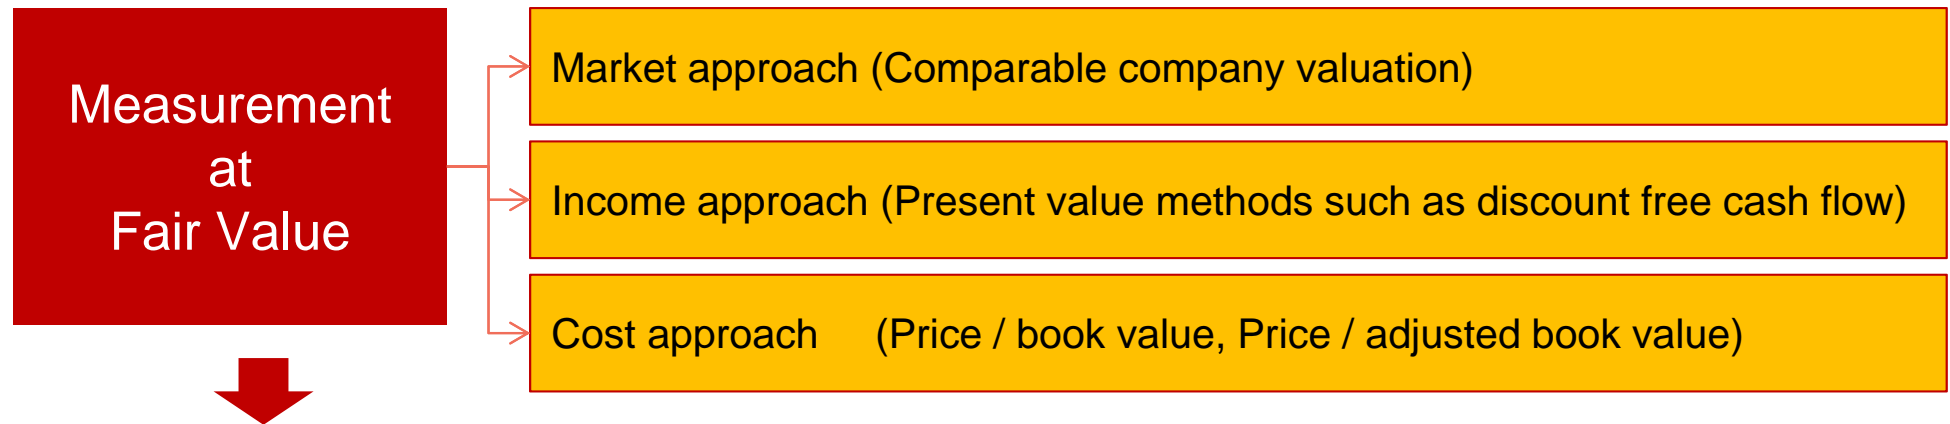 Measurement
at
Fair Value
Market approach (Comparable company valuation)
Income approach (Present value methods such as discount free cash flow)
Cost approach (Price / book value, Price / adjusted book value)